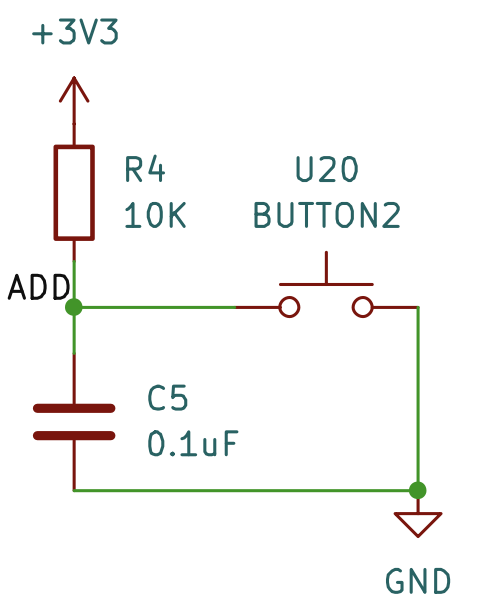 +3V3
R4
10K
U20
BUTTON2
ADD
C5
0.1uF
GND